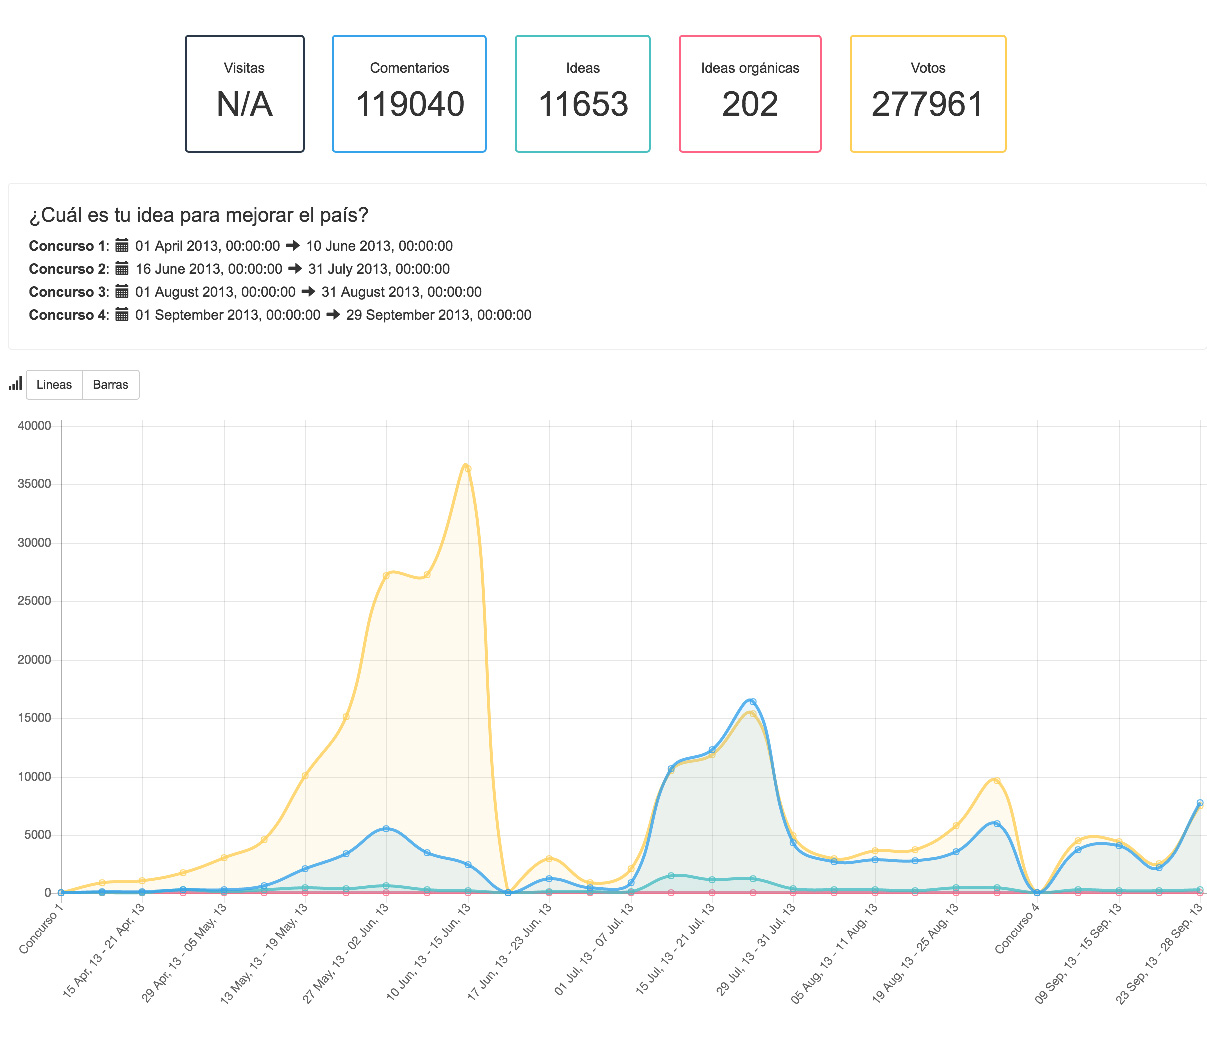 Visitas
N/A
Comentarios
119040
Ideas
11653
Ideas orgánicas
202
Votos
277961
¿Cuál es tu idea para mejorar el país?
Concurso 1: 01 April 2013, 00:00:00 → 10 June 2013, 00:00:00
Concurso 2: 16 June 2013, 00:00:00 → 31 July 2013, 00:00:00
Concurso 3: 01 August 2013, 00:00:00 → 31 August 2013, 00:00:00
Concurso 4: 01 September 2013, 00:00:00 → 29 September 2013, 00:00:00
Lineas
Barras
40000
35000
30000
25000
20000
15000
10000
5000
0
Concurso 1
15 Apr, 13 - 21 Apr, 13
29 Apr, 13 - 05 May, 13
13 May, 13 - 19 May, 13
27 May, 13 - 02 Jun, 13
10 Jun, 13 - 15 Jun, 13
17 Jun, 13 - 23 Jun, 13
01 Jul, 13 - 07 Jul, 13
15 Jul, 13 - 21 Jul, 13
29 Jul, 13 - 31 Jul, 13
05 Aug, 13 - 11 Aug, 13
19 Aug, 13 - 25 Aug, 13
Concurso 4
09 Sep, 13 - 15 Sep, 13
23 Sep, 13 - 28 Sep, 13